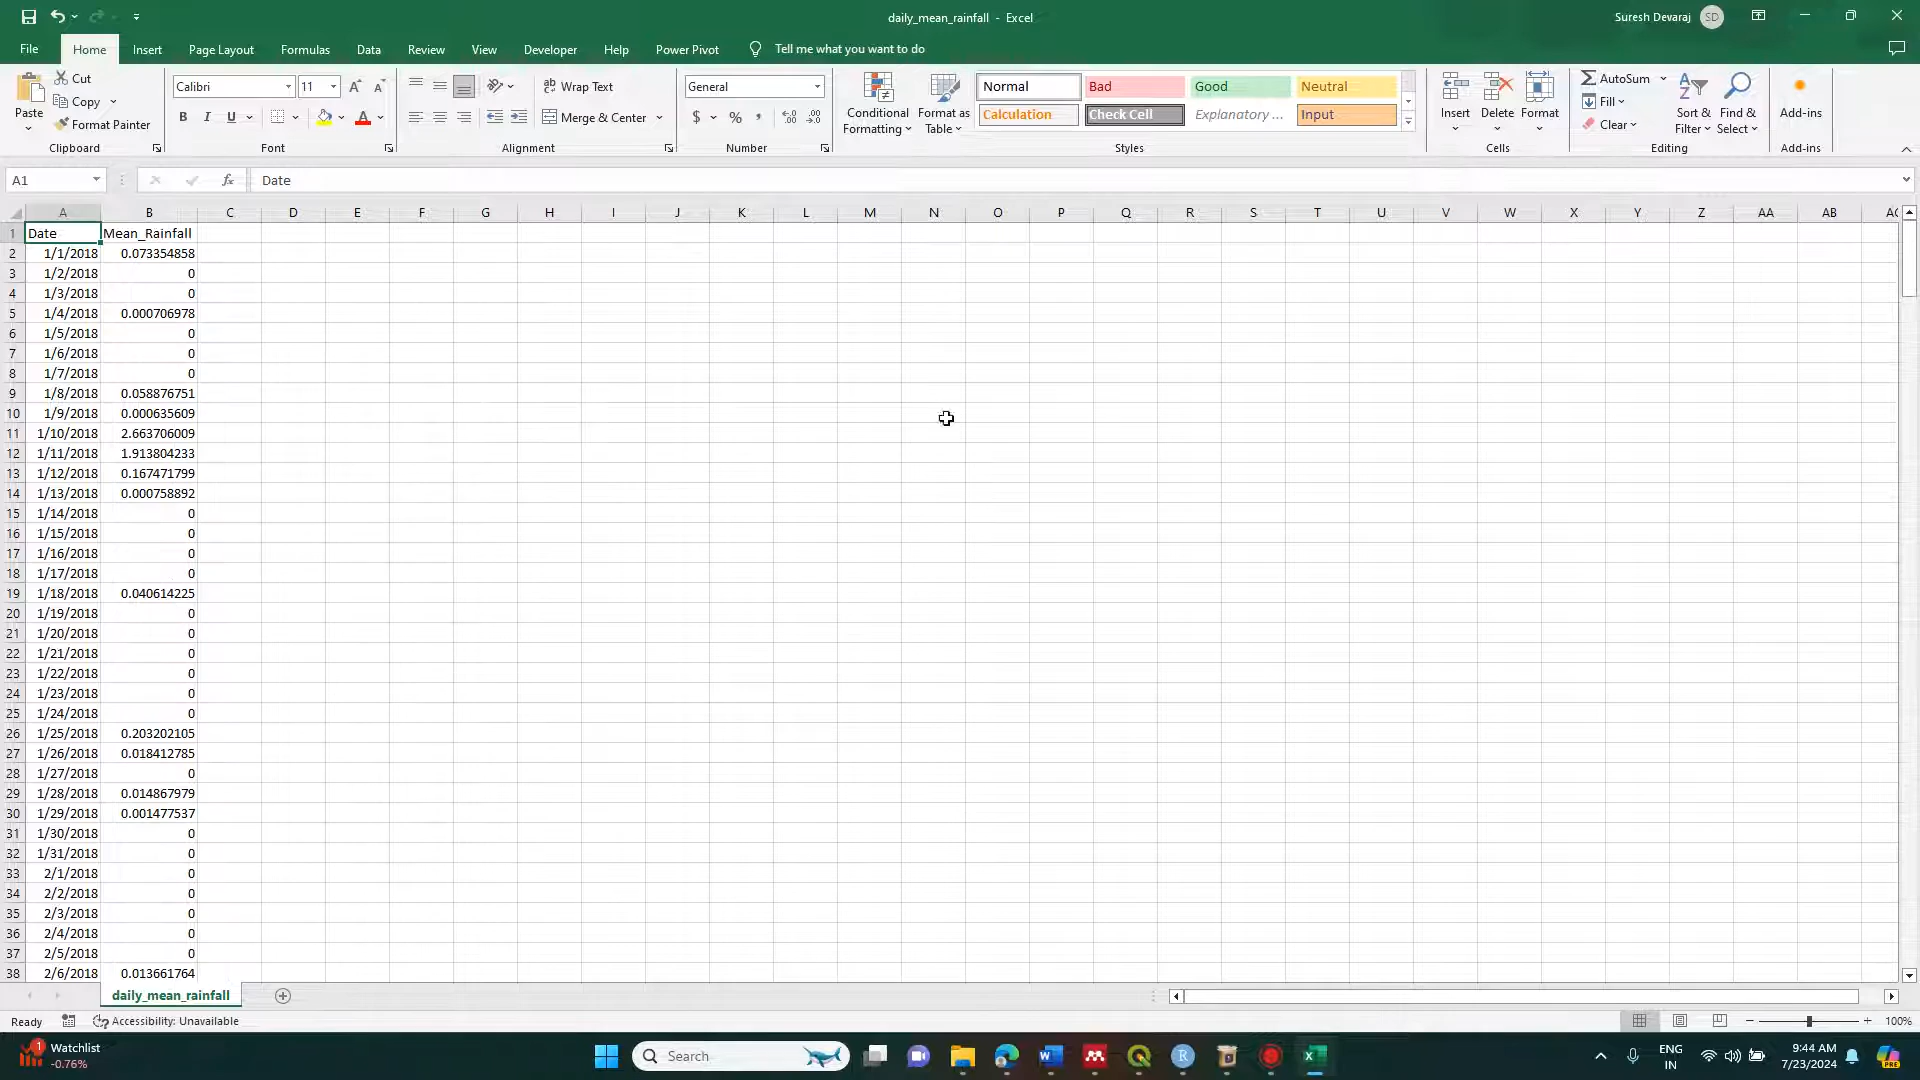 daily_mean_rainfall - Excel
Suresh Devaraj SD
File Home Insert Page Layout Formulas Data Review View Developer Help Power Pivot Tell me what you want to do
Paste
Cut
Copy
Format Painter
Clipboard
Calibri 11
B I U
Font
Wrap Text
Merge & Center
Alignment
General
$ % ,
Number
Conditional Formatting
Format as Table
Normal Bad Good Neutral
Calculation Check Cell Explanatory ... Input
Styles
Insert Delete Format
Cells
AutoSum
Fill
Clear
Sort & Filter
Find & Select
Editing
Add-ins
Add-ins
A1 fx Date
A B C D E F G H I J K L M N O P Q R S T U V W X Y Z AA AB AC
1 Date Mean_Rainfall
2 1/1/2018 0.073354858
3 1/2/2018 0
4 1/3/2018 0
5 1/4/2018 0.000706978
6 1/5/2018 0
7 1/6/2018 0
8 1/7/2018 0
9 1/8/2018 0.058876751
10 1/9/2018 0.000635609
11 1/10/2018 2.663706009
12 1/11/2018 1.913804233
13 1/12/2018 0.167471799
14 1/13/2018 0.000758892
15 1/14/2018 0
16 1/15/2018 0
17 1/16/2018 0
18 1/17/2018 0
19 1/18/2018 0.040614225
20 1/19/2018 0
21 1/20/2018 0
22 1/21/2018 0
23 1/22/2018 0
24 1/23/2018 0
25 1/24/2018 0
26 1/25/2018 0.203202105
27 1/26/2018 0.018412785
28 1/27/2018 0
29 1/28/2018 0.014867979
30 1/29/2018 0.001477537
31 1/30/2018 0
32 1/31/2018 0
33 2/1/2018 0
34 2/2/2018 0
35 2/3/2018 0
36 2/4/2018 0
37 2/5/2018 0
38 2/6/2018 0.013661764
daily_mean_rainfall
Ready Accessibility: Unavailable 100%
1 Watchlist
-0.76%
Search
ENG
IN
9:44 AM
7/23/2024